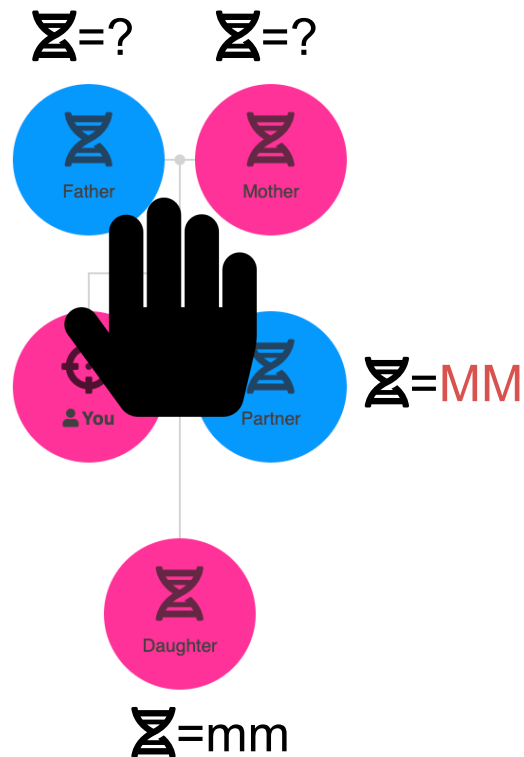 =? =?
Father Mother
=MM
You Partner
Daughter
=mm